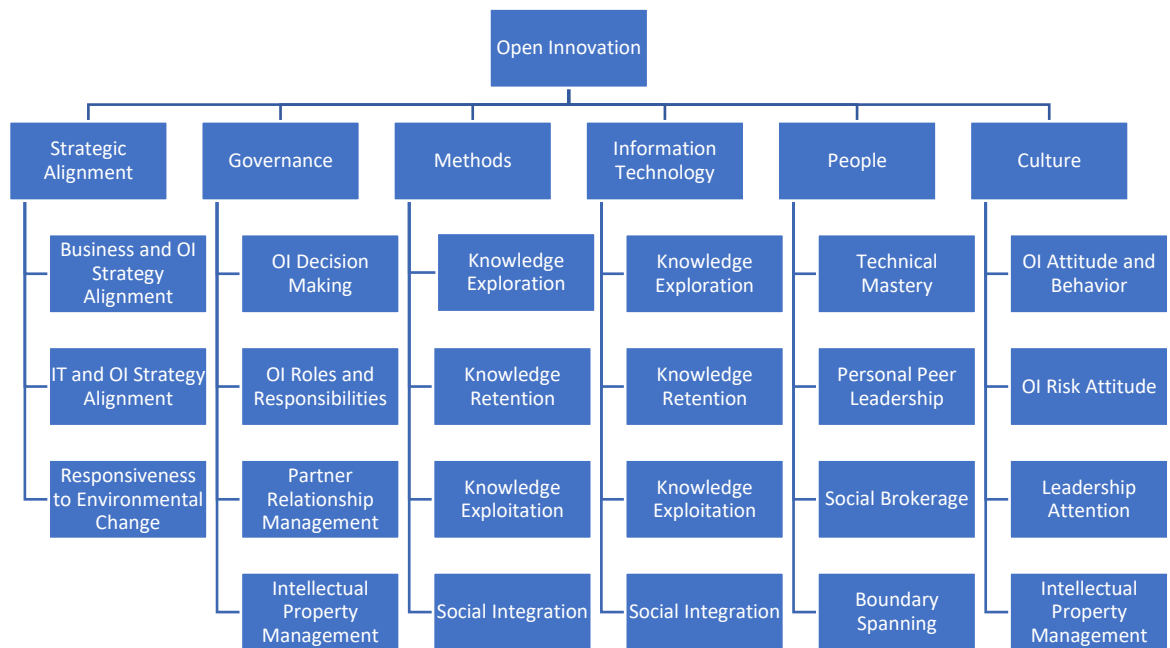 Open Innovation
Strategic
Alignment
Governance
Methods
Information
Technology
People
Culture
Business and OI
Strategy
Alignment
OI Decision
Making
Knowledge
Exploration
Knowledge
Exploration
Technical
Mastery
OI Attitude and
Behavior
IT and OI Strategy
Alignment
OI Roles and
Responsibilities
Knowledge
Retention
Knowledge
Retention
Personal Peer
Leadership
OI Risk Attitude
Responsiveness
to Environmental
Change
Partner
Relationship
Management
Knowledge
Exploitation
Knowledge
Exploitation
Social Brokerage
Leadership
Attention
Intellectual
Property
Management
Social Integration
Social Integration
Boundary
Spanning
Intellectual
Property
Management